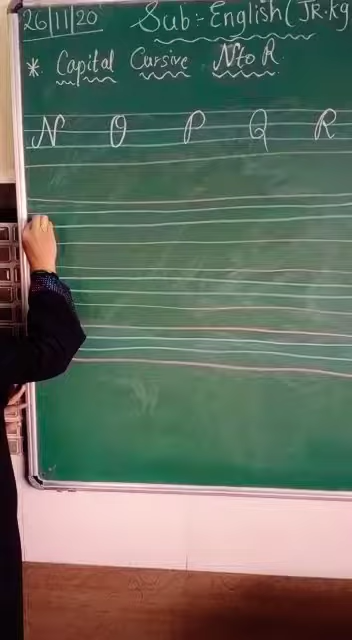 26/11/20 Sub:- English (JR.kg
* Capital Cursive N to R
N O P Q R